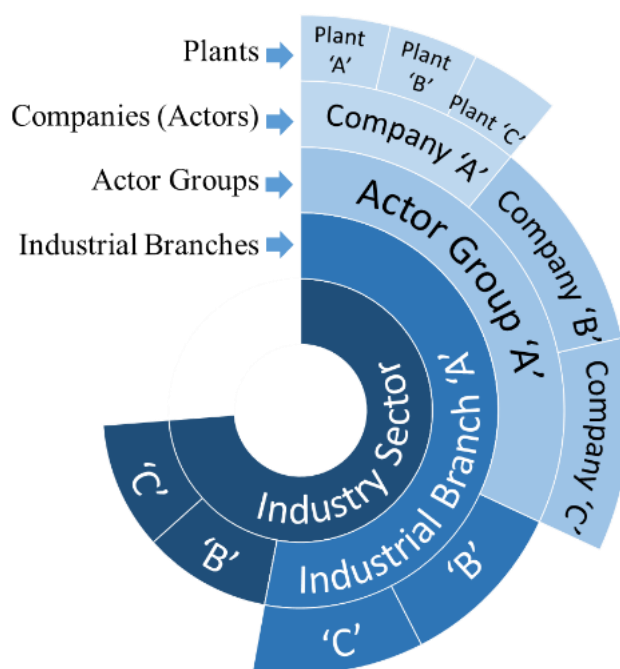 Plants
Companies (Actors)
Actor Groups
Industrial Branches
Plant
‘A’
Plant
‘B’
Plant ‘C’
Company ‘A’
Company ‘B’
Company ‘C’
Actor Group ‘A’
‘B’
‘C’
Industrial Branch ‘A’
‘B’
‘C’
Industry Sector